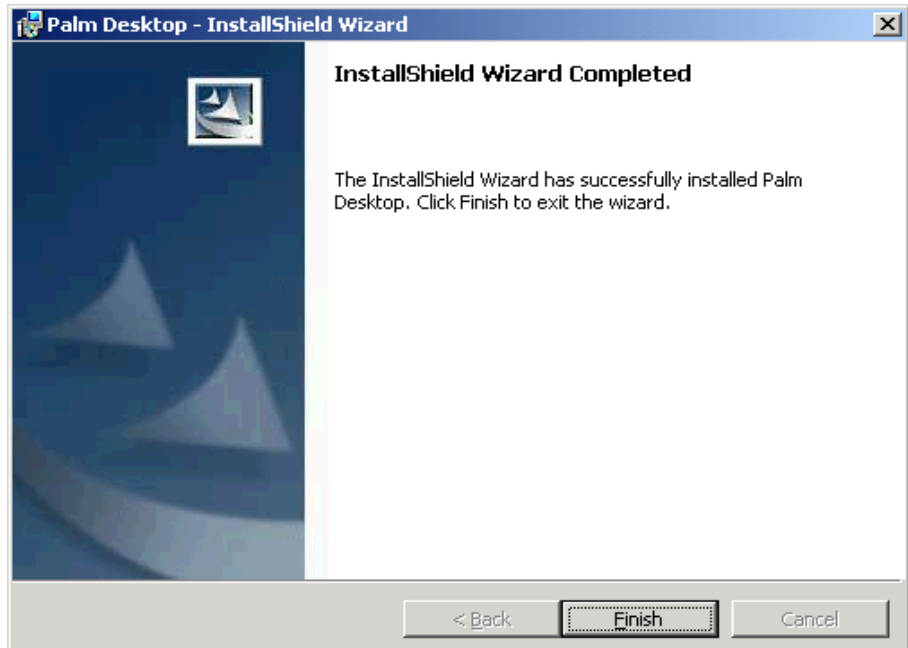 Palm Desktop - InstallShield Wizard
InstallShield Wizard Completed
The InstallShield Wizard has successfully installed Palm
Desktop. Click Finish to exit the wizard.
< Back Finish Cancel